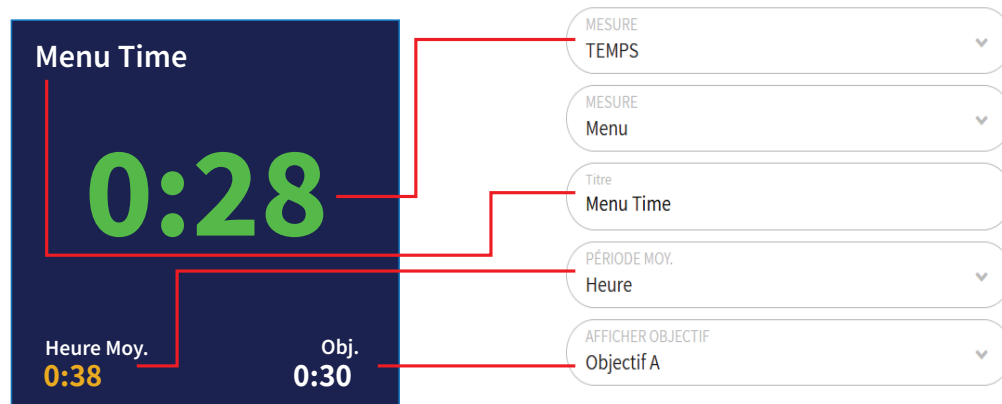 Menu Time
0:28
Heure Moy.
0:38
Obj.
0:30
MESURE
TEMPS
MESURE
Menu
Titre
Menu Time
PÉRIODE MOY.
Heure
AFFICHER OBJECTIF
Objectif A